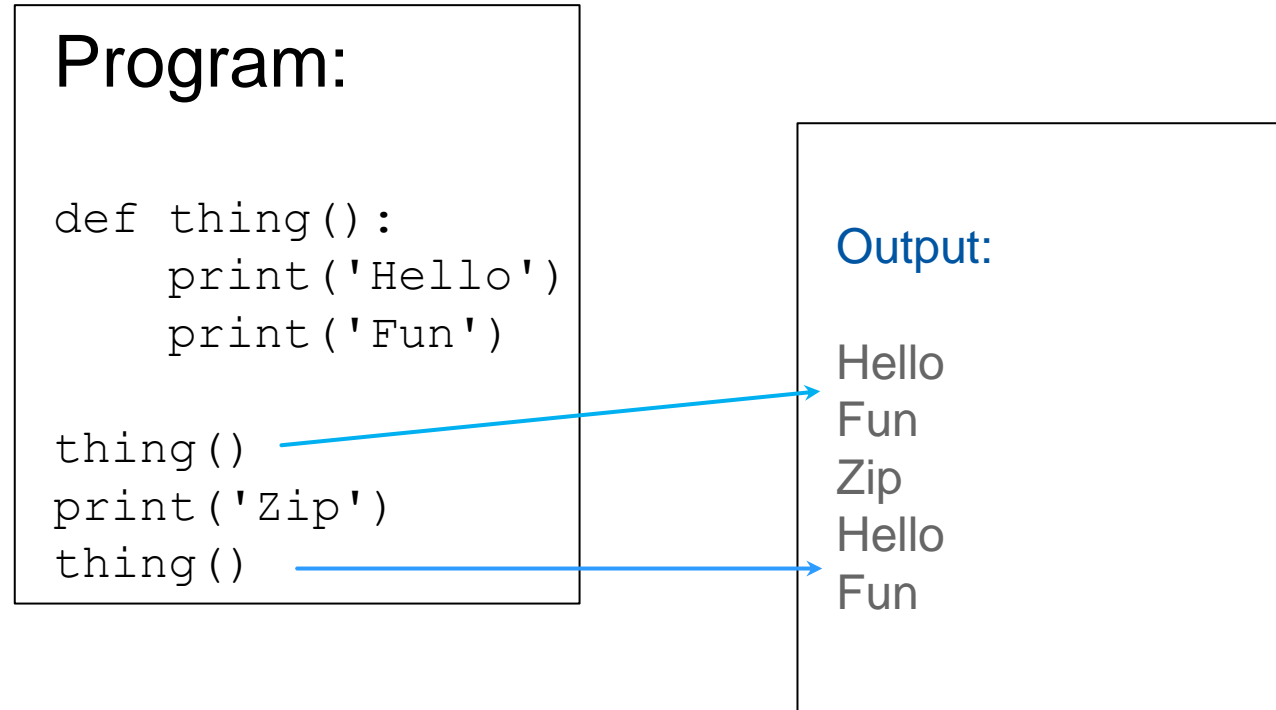 Program:
def thing():
    print('Hello')
    print('Fun')
thing()
print('Zip')
thing()
Output:
Hello
Fun
Zip
Hello
Fun